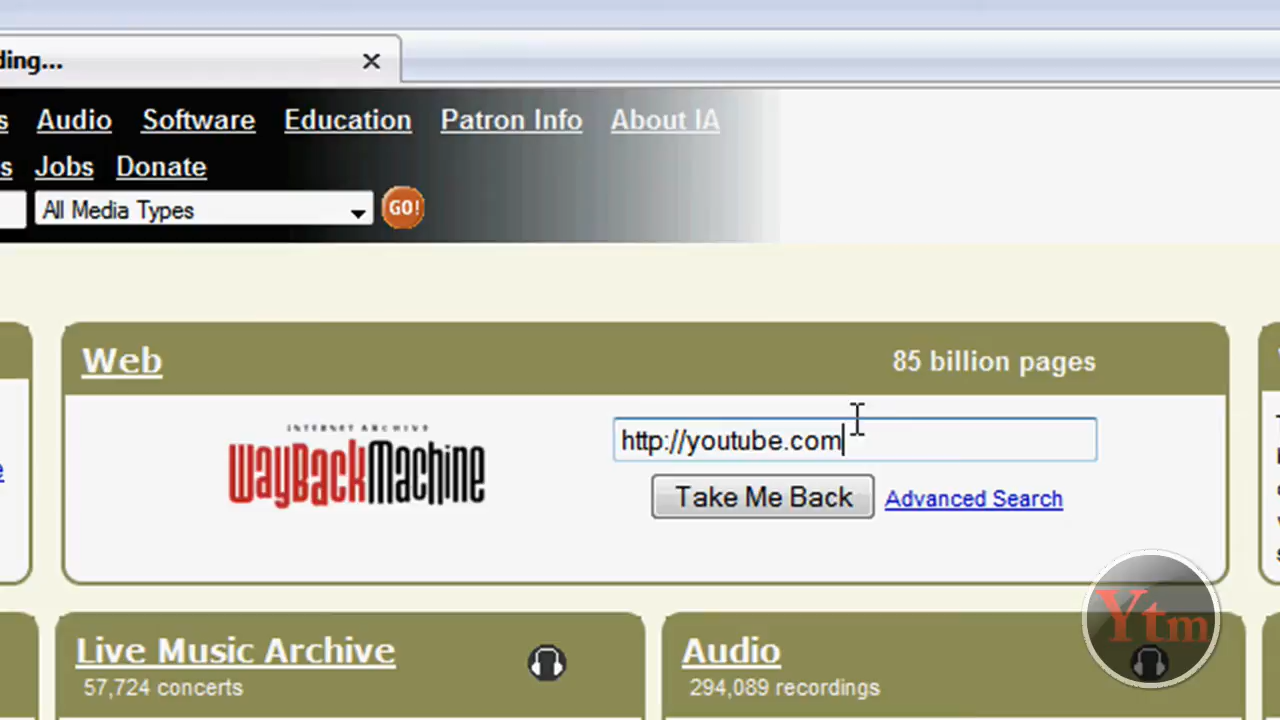 ding...
s Audio Software Education Patron Info About IA
s Jobs Donate
All Media Types GO!
Web 85 billion pages
INTERNET ARCHIVE
WayBackMachine
http://youtube.com
Take Me Back Advanced Search
e
Live Music Archive
57,724 concerts
Audio
294,089 recordings
Ytm